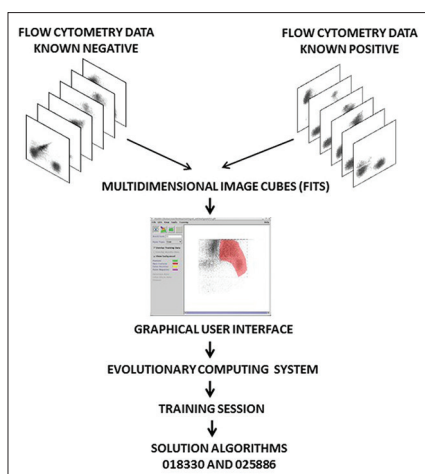 FLOW CYTOMETRY DATA
KNOWN NEGATIVE
FLOW CYTOMETRY DATA
KNOWN POSITIVE
MULTIDIMENSIONAL IMAGE CUBES (FITS)
GRAPHICAL USER INTERFACE
EVOLUTIONARY COMPUTING SYSTEM
TRAINING SESSION
SOLUTION ALGORITHMS
018330 AND 025886